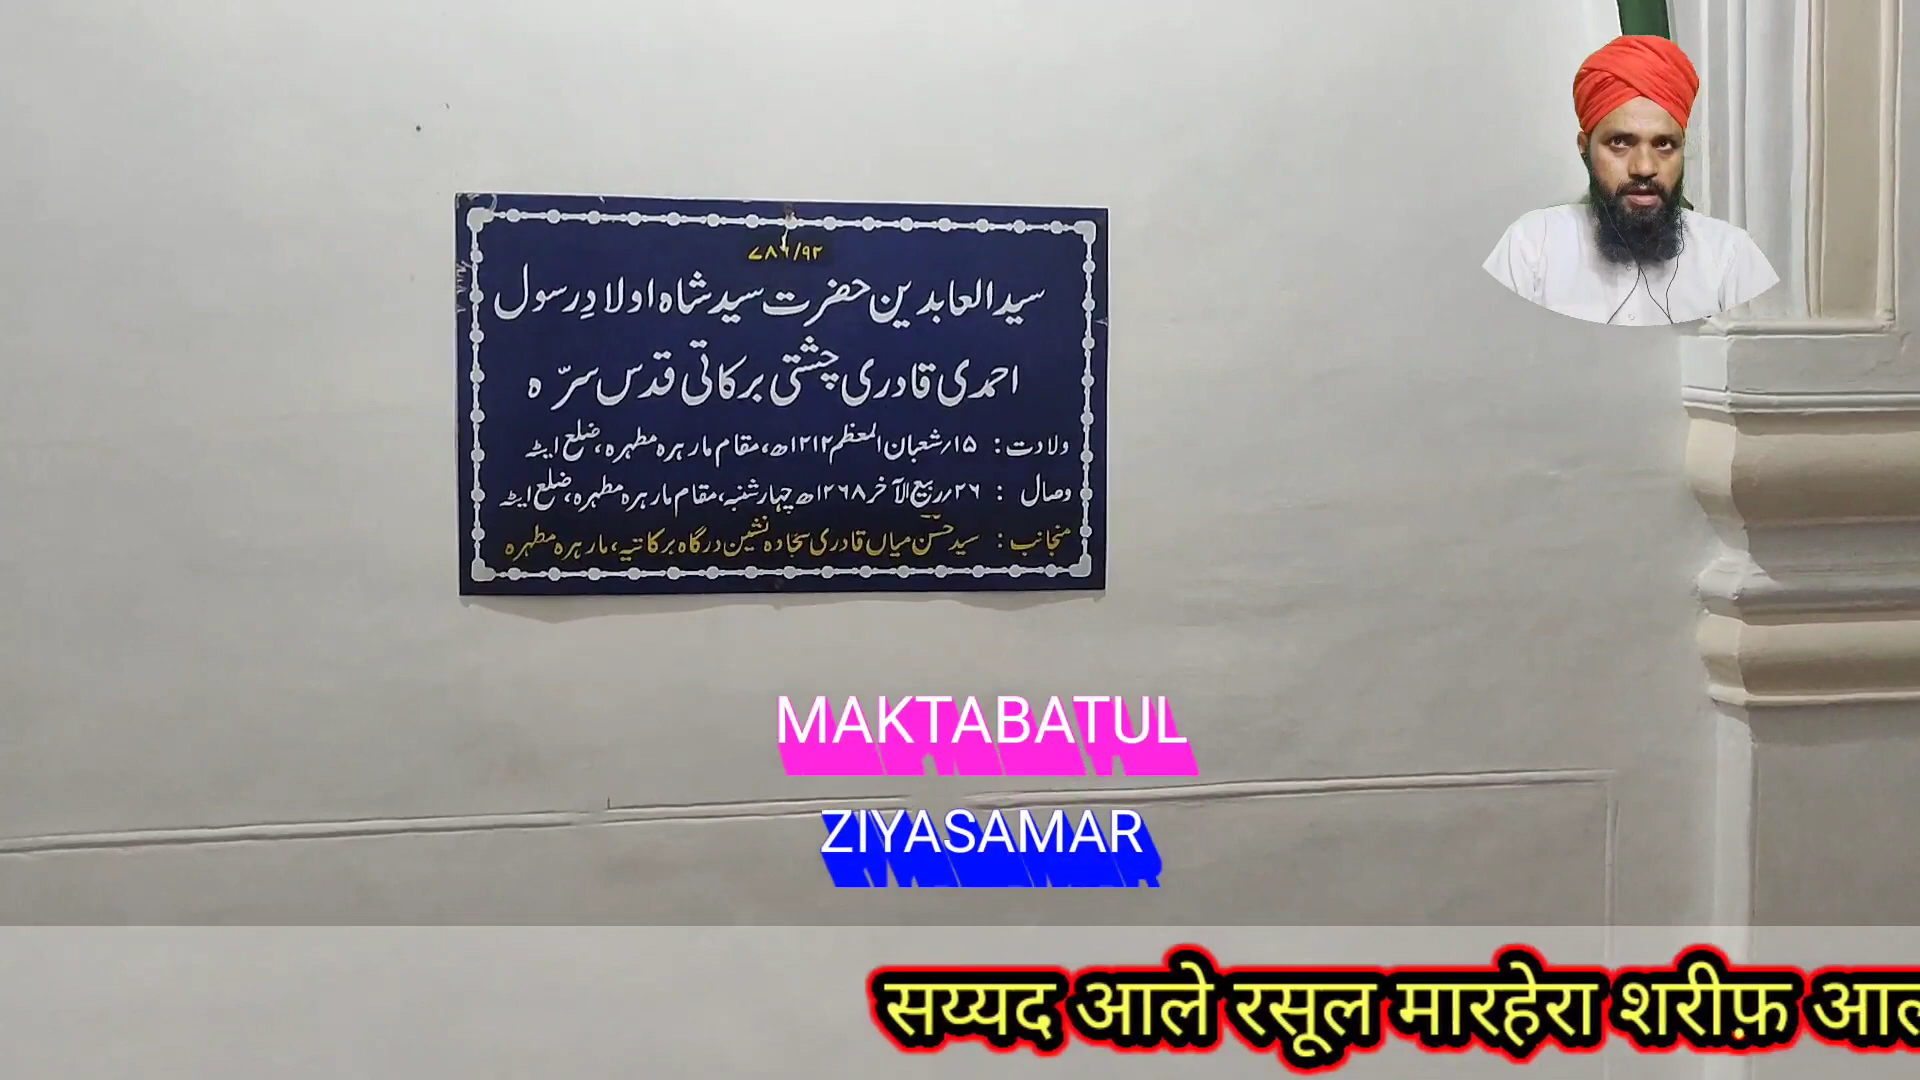 ۷۸۶/۹۲
سیدالعابدین حضرت سید شاہ اولادِ رسول
احمدی قادری چشتی برکاتی قدس سرّہ
ولادت: ۱۵؍شعبان المعظم ۱۲۱۲ھ، مقام مارہرہ مطہرہ، ضلع ایٹہ
وصال : ۲۶؍ربیع الآخر ۱۲۶۸ھ چہارشنبہ، مقام مارہرہ مطہرہ، ضلع ایٹہ
منجانب: سید حسن میاں قادری سجادہ نشین درگاہ برکاتیہ، مارہرہ مطہرہ
MAKTABATUL
ZIYASAMAR
सय्यद आले रसूल मारहेरा शरीफ़ आल